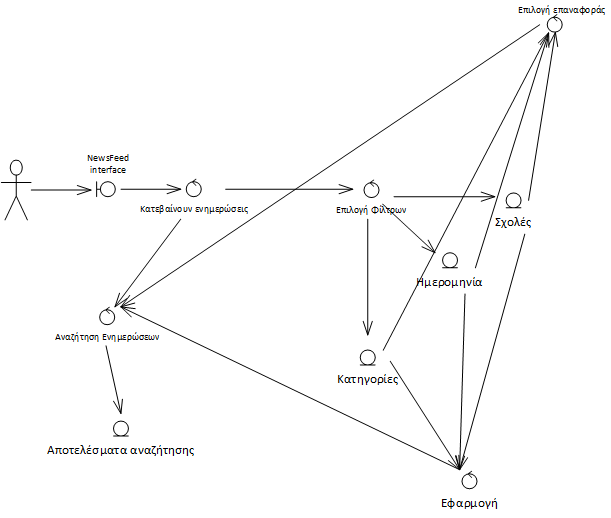 Επιλογή επαναφοράς
NewsFeed
interface
Κατεβαίνουν ενημερώσεις
Επιλογή Φίλτρων
Σχολές
Ημερομηνία
Αναζήτηση Ενημερώσεων
Κατηγορίες
Αποτελέσματα αναζήτησης
Εφαρμογή